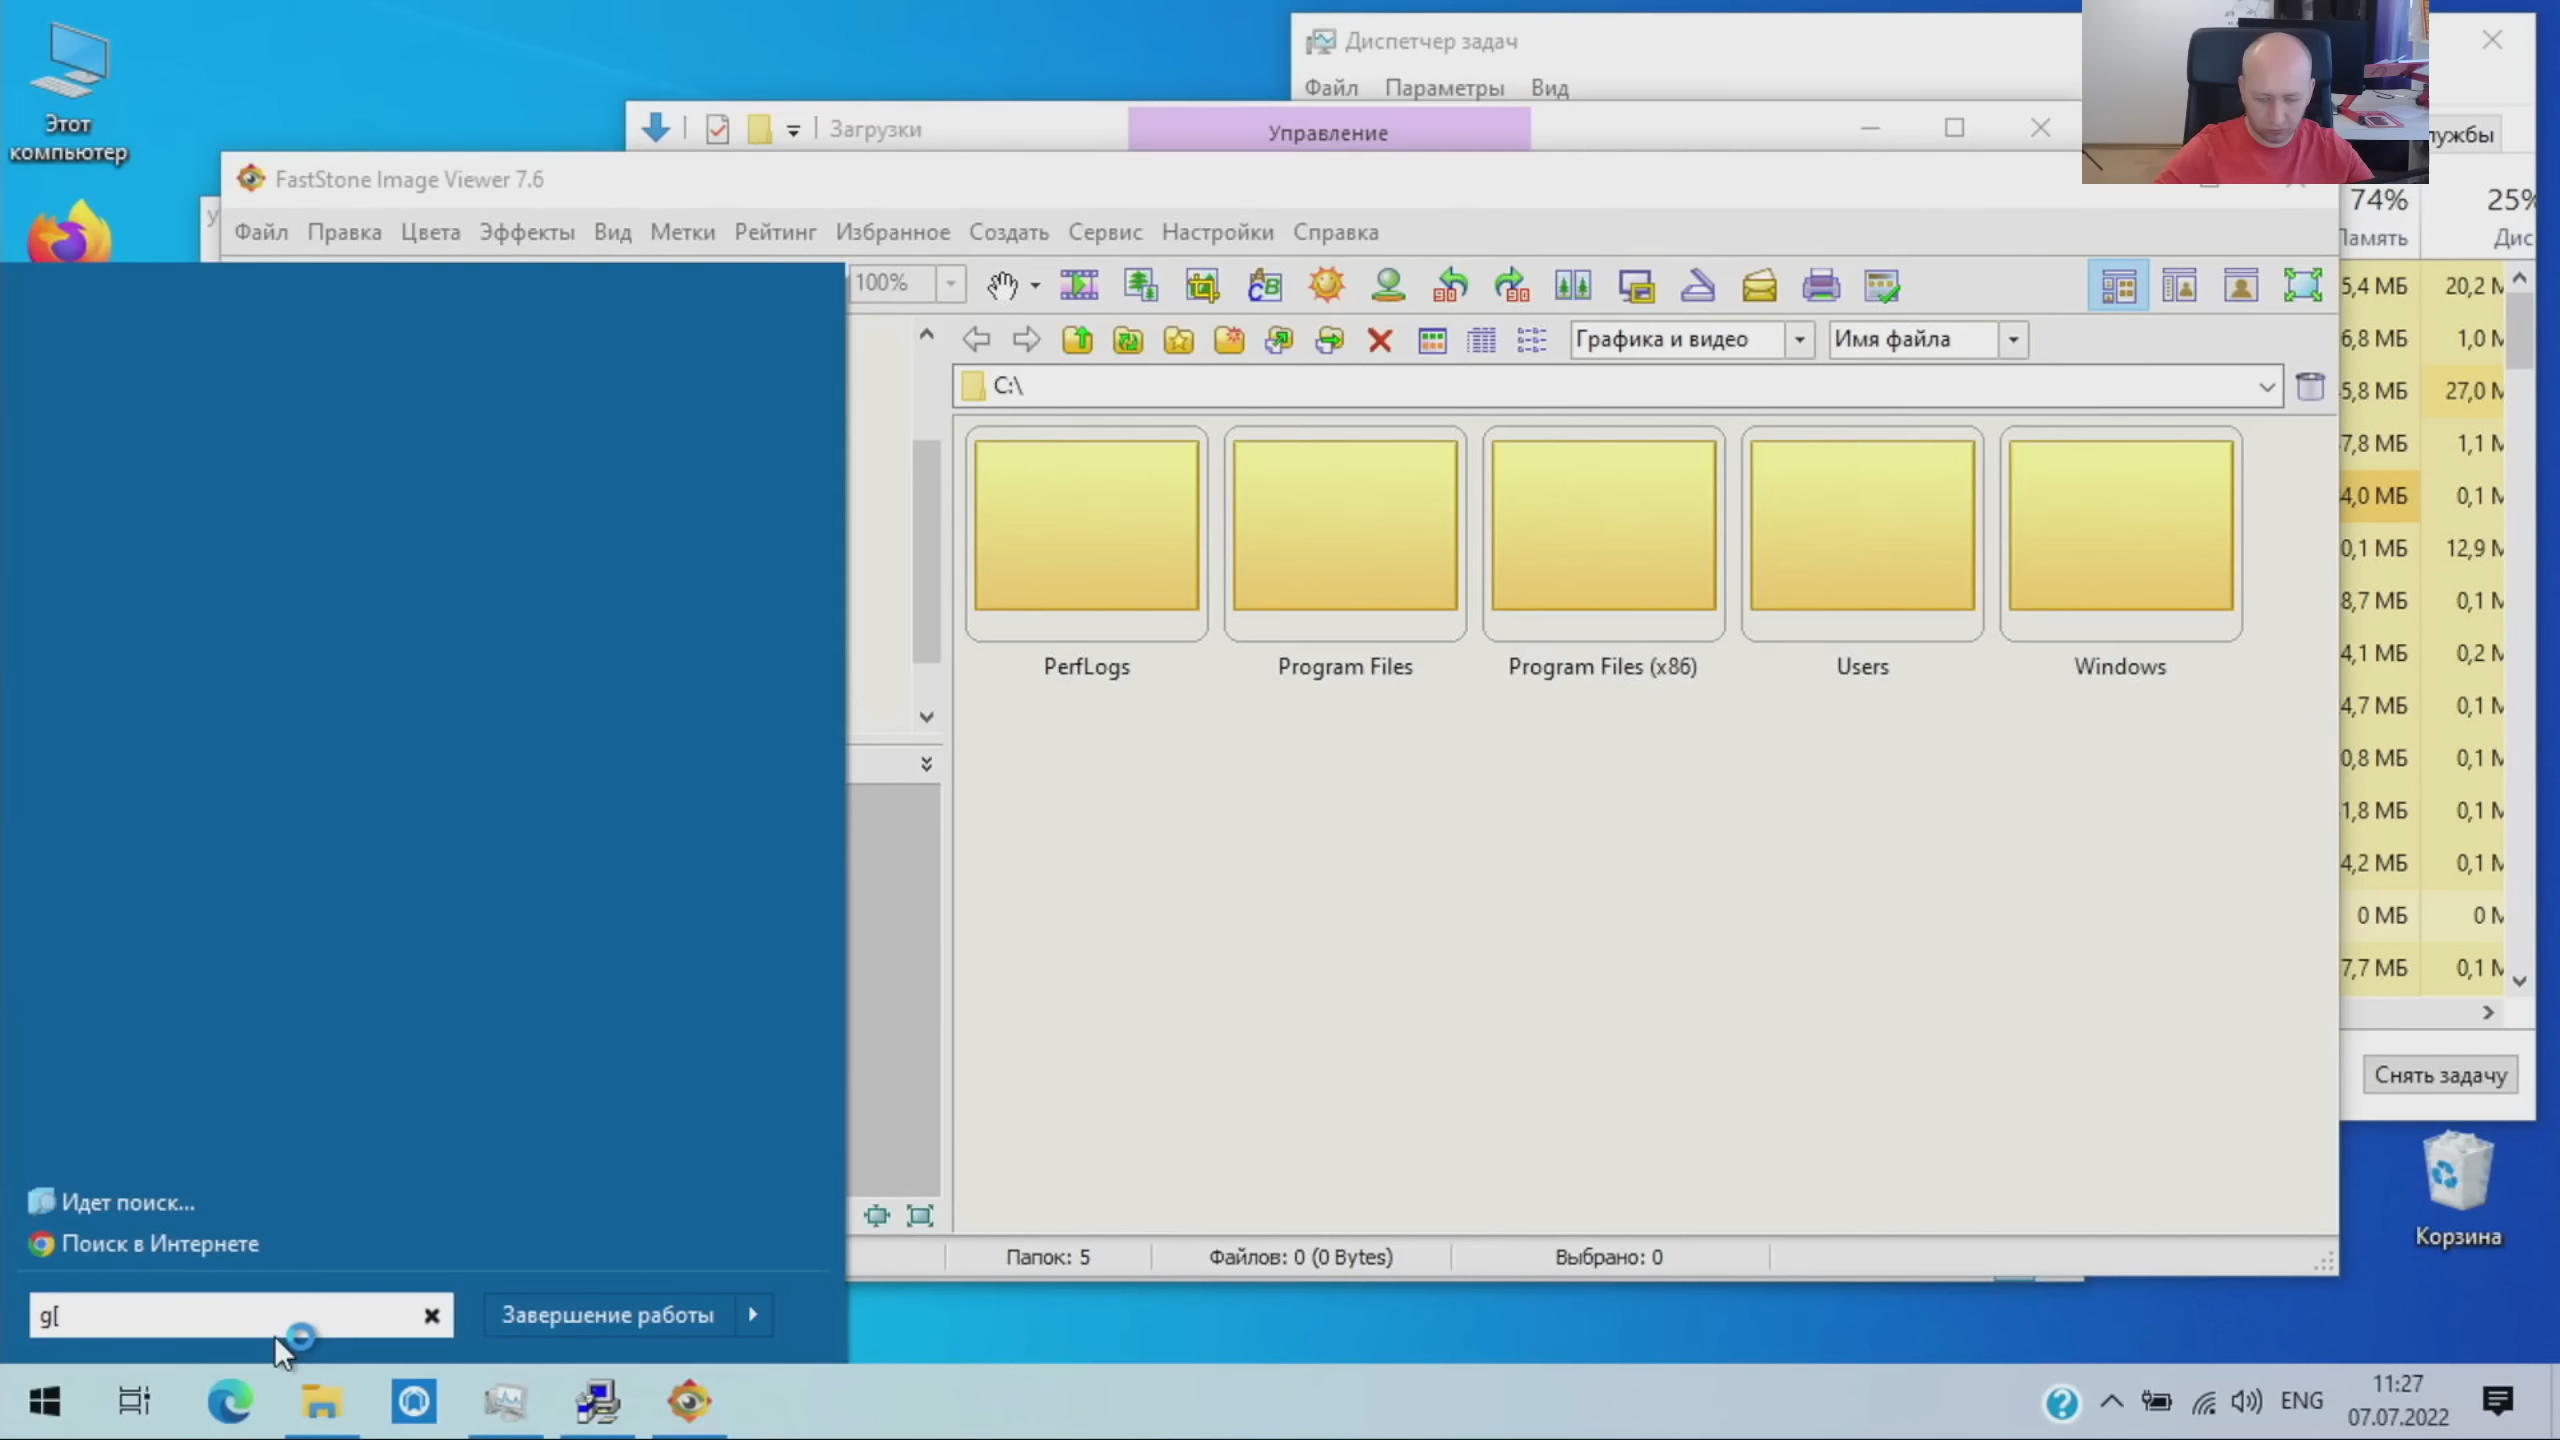 Этот
компьютер
Диспетчер задач
Файл Параметры Вид
Загрузки
Управление
FastStone Image Viewer 7.6
Файл Правка Цвета Эффекты Вид Метки Рейтинг Избранное Создать Сервис Настройки Справка
100%
Графика и видео
Имя файла
C:\
PerfLogs
Program Files
Program Files (x86)
Users
Windows
74%
25%
5,4 МБ 20,2
6,8 МБ 1,0
5,8 МБ 27,0
7,8 МБ 1,1
4,0 МБ 0,1
0,1 МБ 12,9
8,7 МБ 0,1
4,1 МБ 0,2
4,7 МБ 0,1
0,8 МБ 0,1
1,8 МБ 0,1
4,2 МБ 0,1
0 МБ 0
7,7 МБ 0,1
Снять задачу
Корзина
Папок: 5
Файлов: 0 (0 Bytes)
Выбрано: 0
Идет поиск...
Поиск в Интернете
g[
Завершение работы
ENG
11:27
07.07.2022